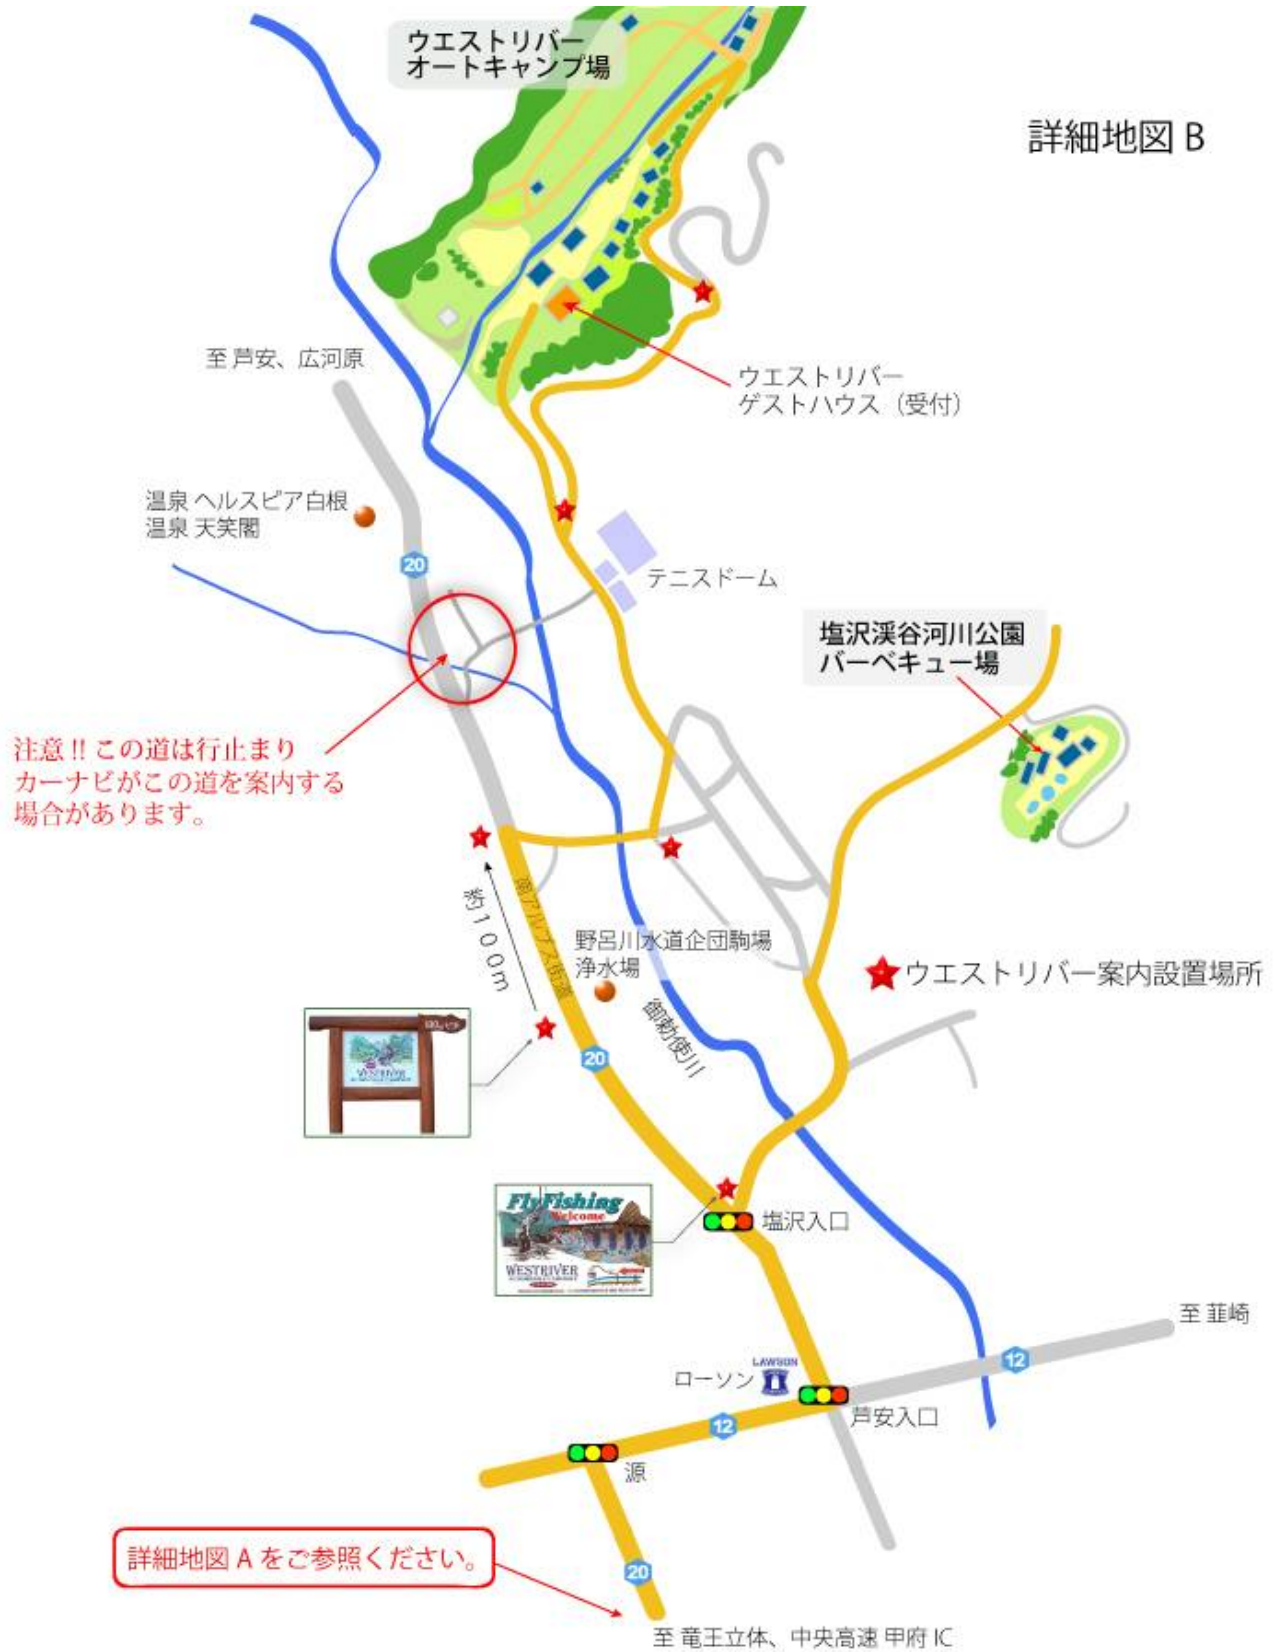 ウエストリバー
オートキャンプ場
詳細地図 B
至 芦安、広河原
ウエストリバー
ゲストハウス（受付）
温泉 ヘルスピア白根
温泉 天笑閣
20
テニスドーム
塩沢渓谷河川公園
バーベキュー場
注意 !! この道は行止まり
カーナビがこの道を案内する
場合があります。
約１００ｍ
南アルプス街道
野呂川水道企団駒場
浄水場
ウエストリバー案内設置場所
御勅使川
WESTRIVER
20
FlyFishing
Welcome
WESTRIVER
塩沢入口
至 韮崎
12
LAWSON
ローソン
芦安入口
12
源
詳細地図 A をご参照ください。
20
至 竜王立体、中央高速 甲府 IC